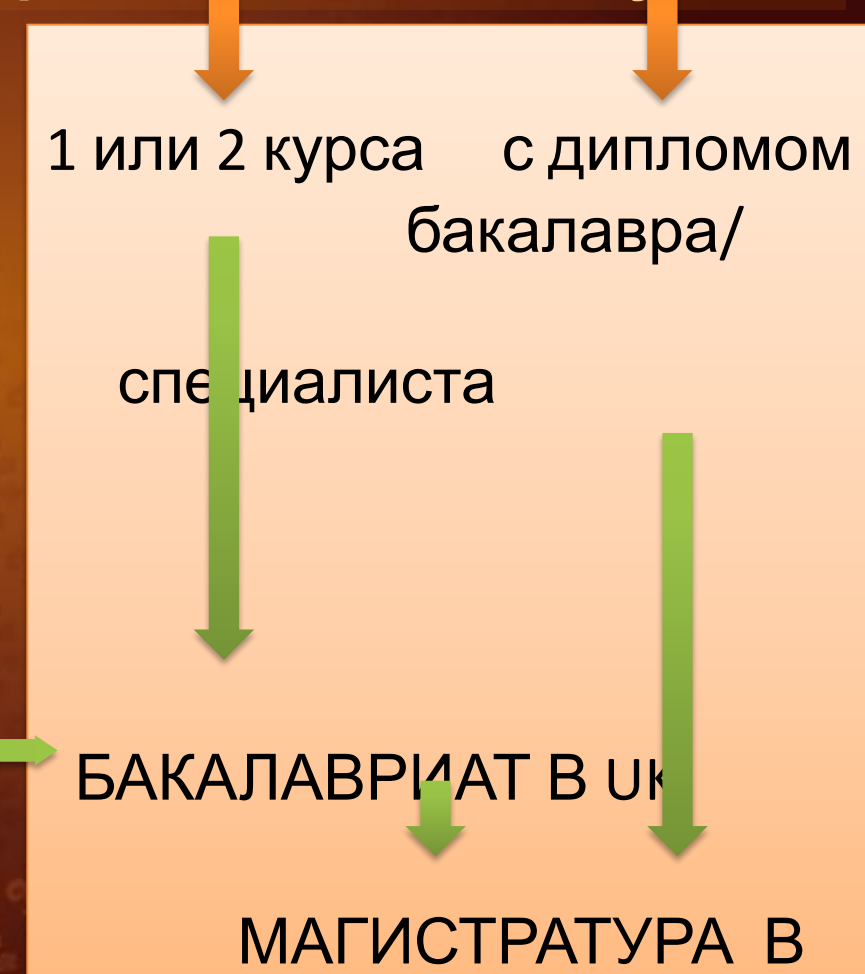 1 или 2 курса с дипломом
бакалавра/
специалиста
БАКАЛАВРИАТ В UK
МАГИСТРАТУРА В